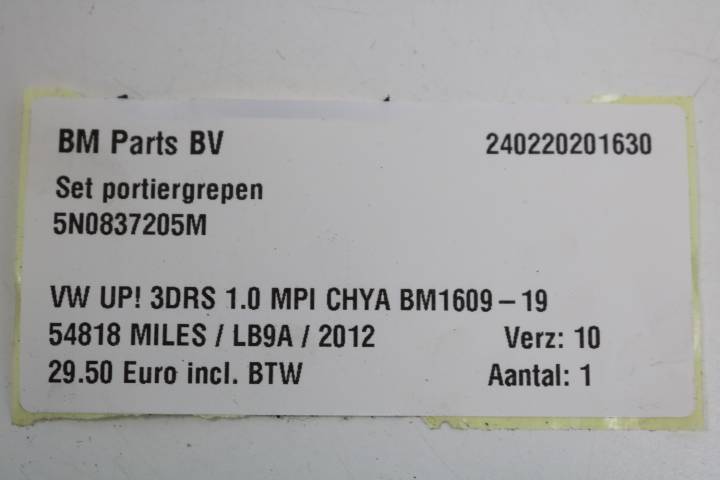 BM Parts BV 240220201630
Set portiergrepen
5N0837205M
VW UP! 3DRS 1.0 MPI CHYA BM1609 – 19
54818 MILES / LB9A / 2012 Verz: 10
29.50 Euro incl. BTW Aantal: 1